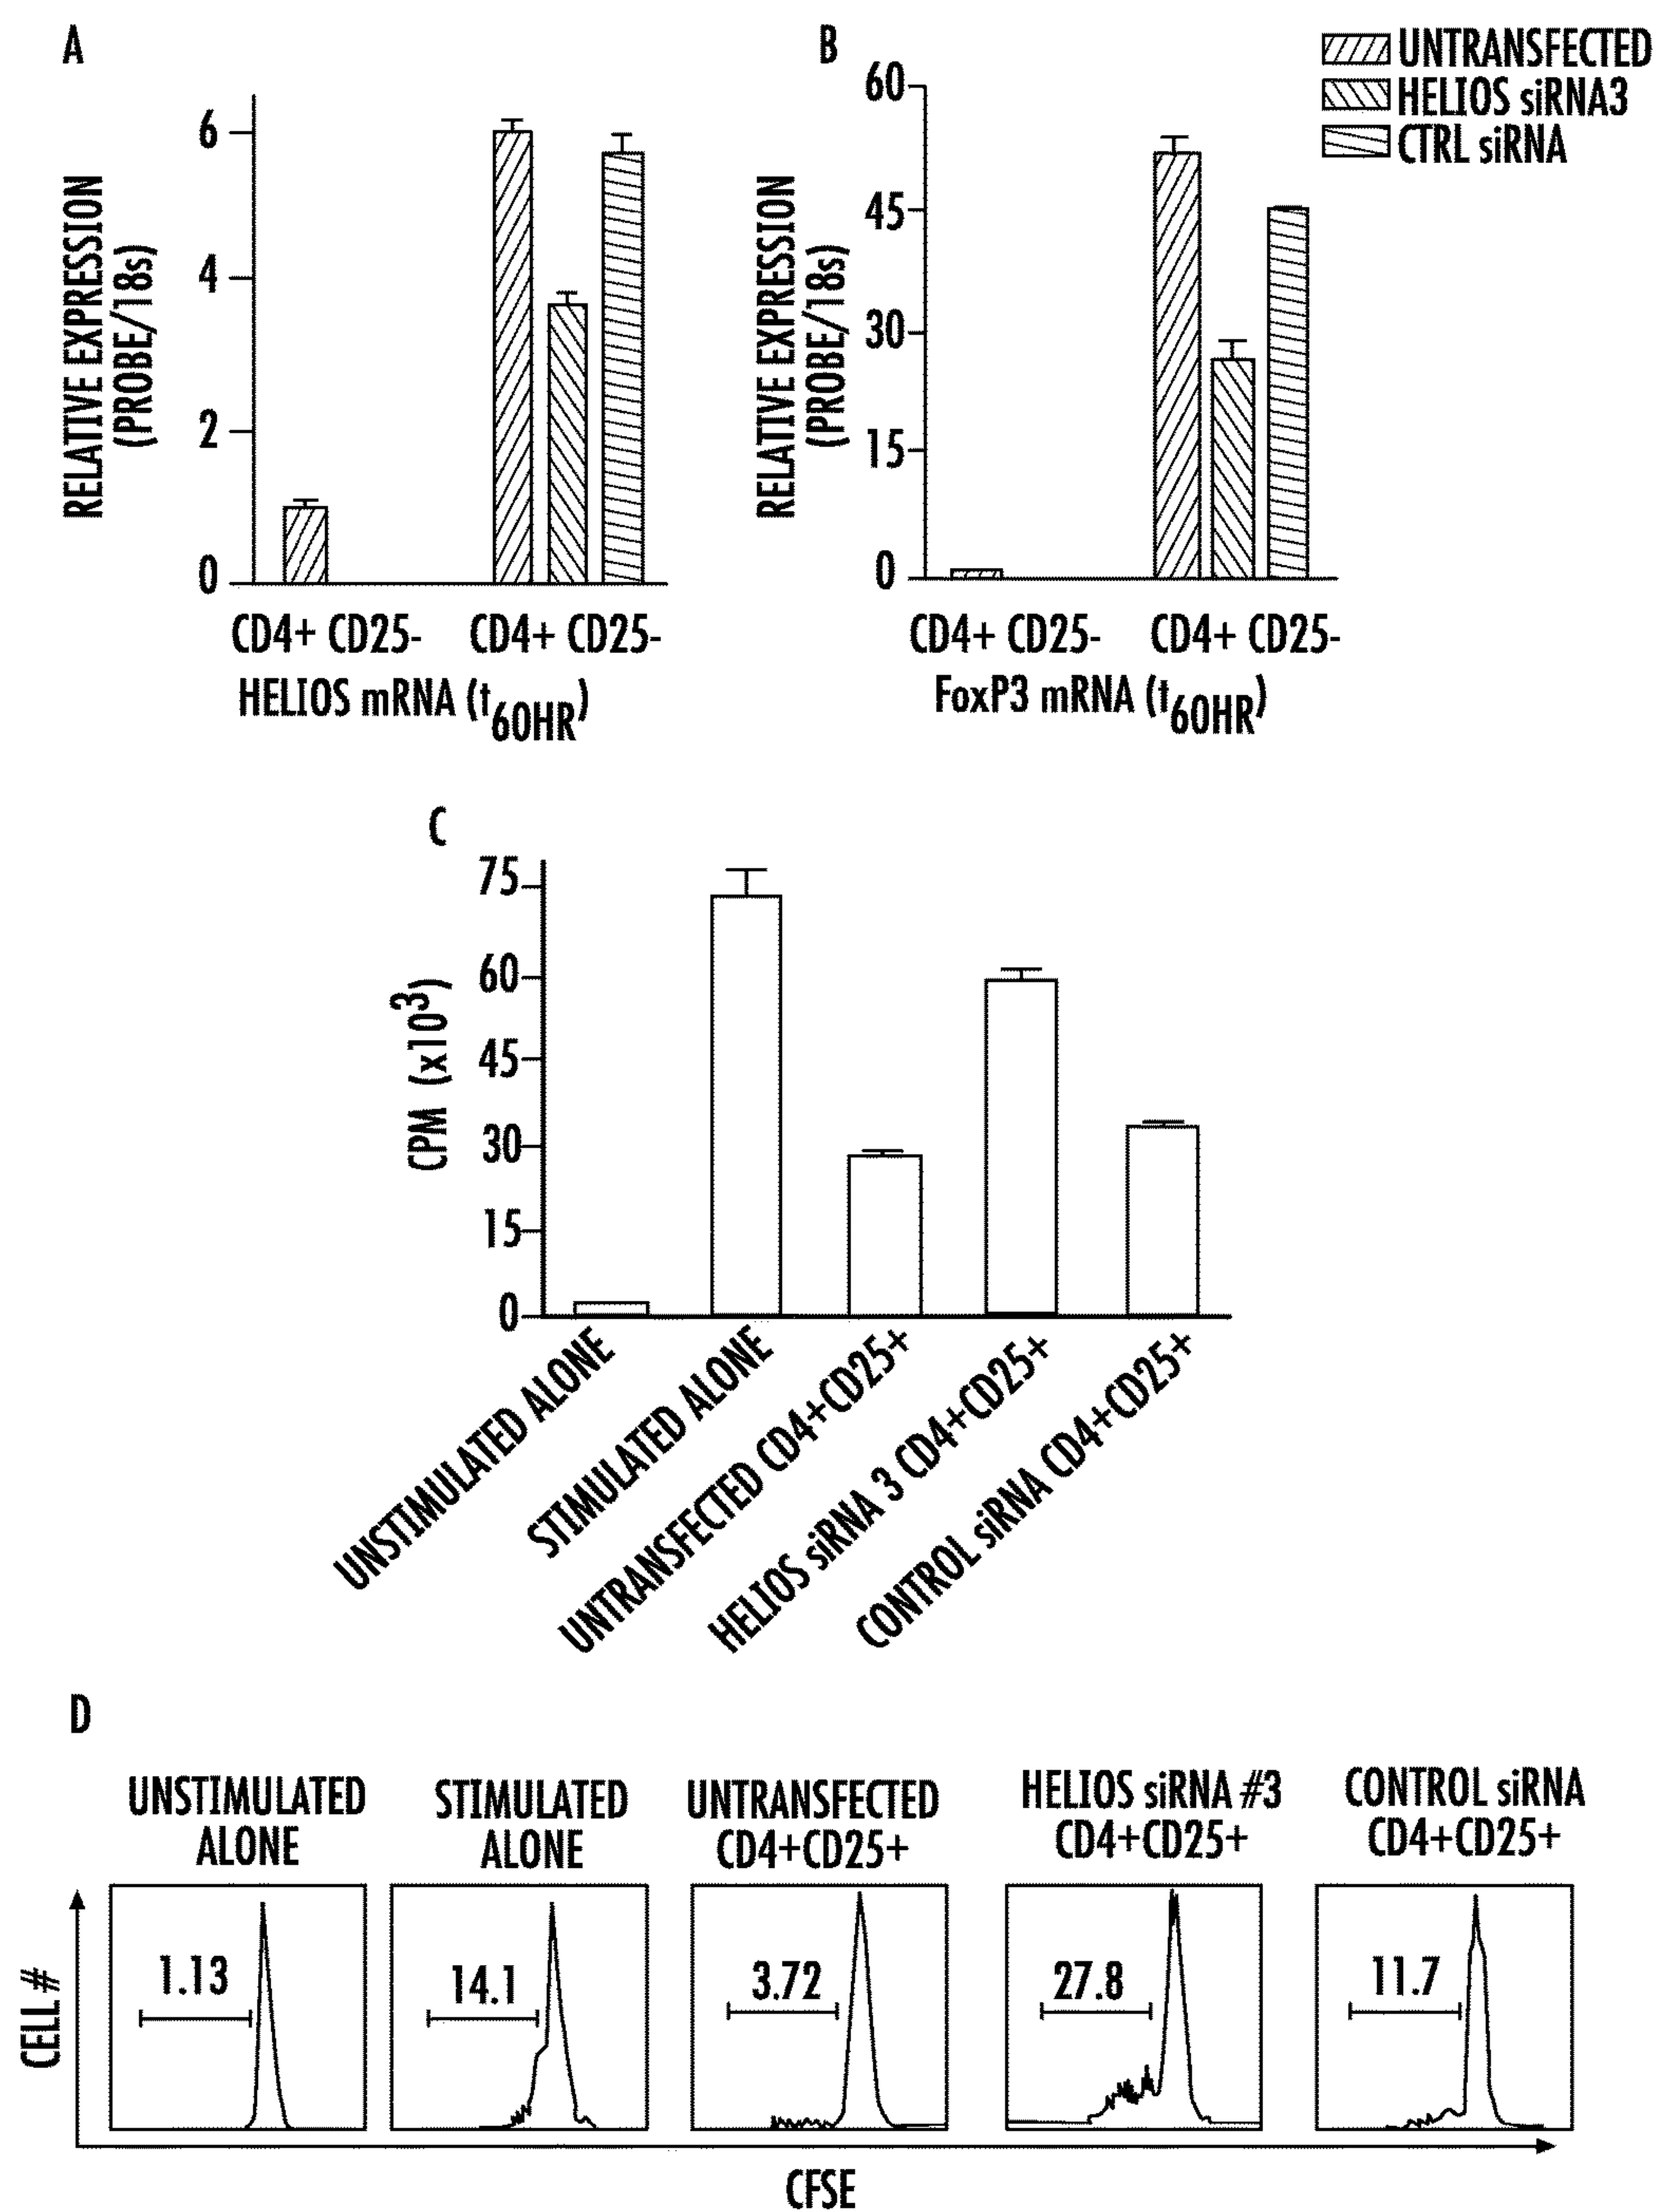 A
B
UNTRANSFECTED
HELIOS siRNA3
CTRL siRNA
RELATIVE EXPRESSION
(PROBE/18s)
6
4
2
0
CD4+ CD25-
CD4+ CD25-
HELIOS mRNA (t60HR)
RELATIVE EXPRESSION
(PROBE/18s)
60
45
30
15
0
CD4+ CD25-
CD4+ CD25-
FoxP3 mRNA (t60HR)
C
CPM (x10³)
75
60
45
30
15
0
UNSTIMULATED ALONE
STIMULATED ALONE
UNTRANSFECTED CD4+CD25+
HELIOS siRNA 3 CD4+CD25+
CONTROL siRNA CD4+CD25+
D
UNSTIMULATED
ALONE
STIMULATED
ALONE
UNTRANSFECTED
CD4+CD25+
HELIOS siRNA #3
CD4+CD25+
CONTROL siRNA
CD4+CD25+
CELL #
1.13
14.1
3.72
27.8
11.7
CFSE